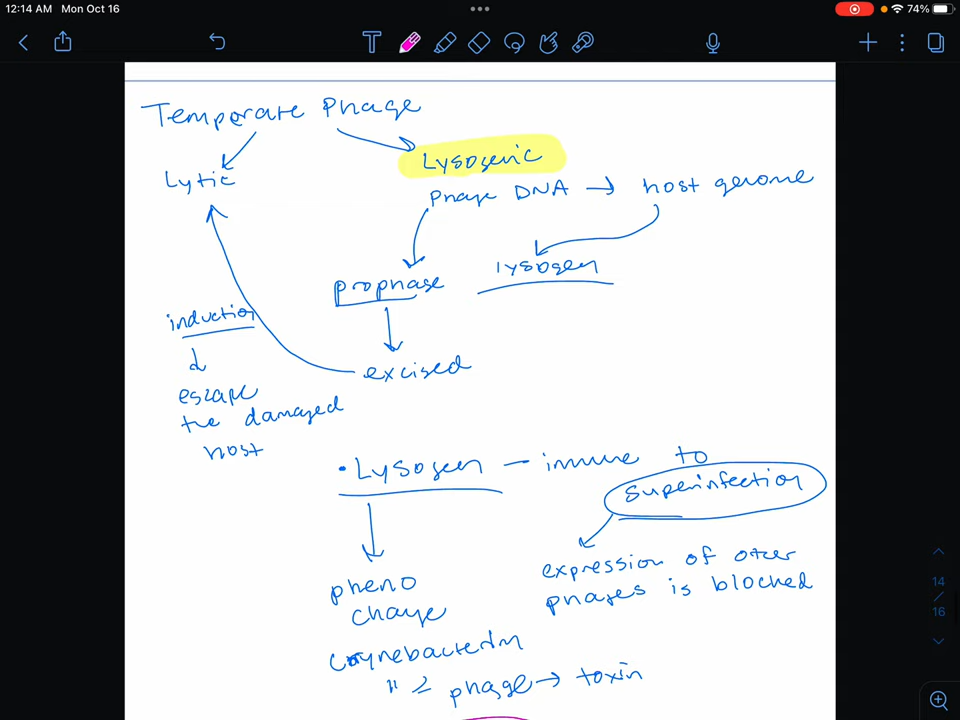 12:14 AM Mon Oct 16
74%
Temperate Phage
Lytic
Lysogenic
Phage DNA → host genome
prophage
lysogen
induction
excised
escape
the damaged
host
• Lysogen — immune to
superinfection
expression of other
phages is blocked
pheno
change
Corynebacterium
phage → toxin
14
/
16